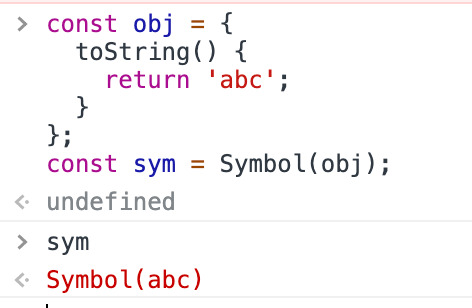 > const obj = {
    toString() {
      return 'abc';
    }
  };
  const sym = Symbol(obj);
<· undefined
> sym
<· Symbol(abc)